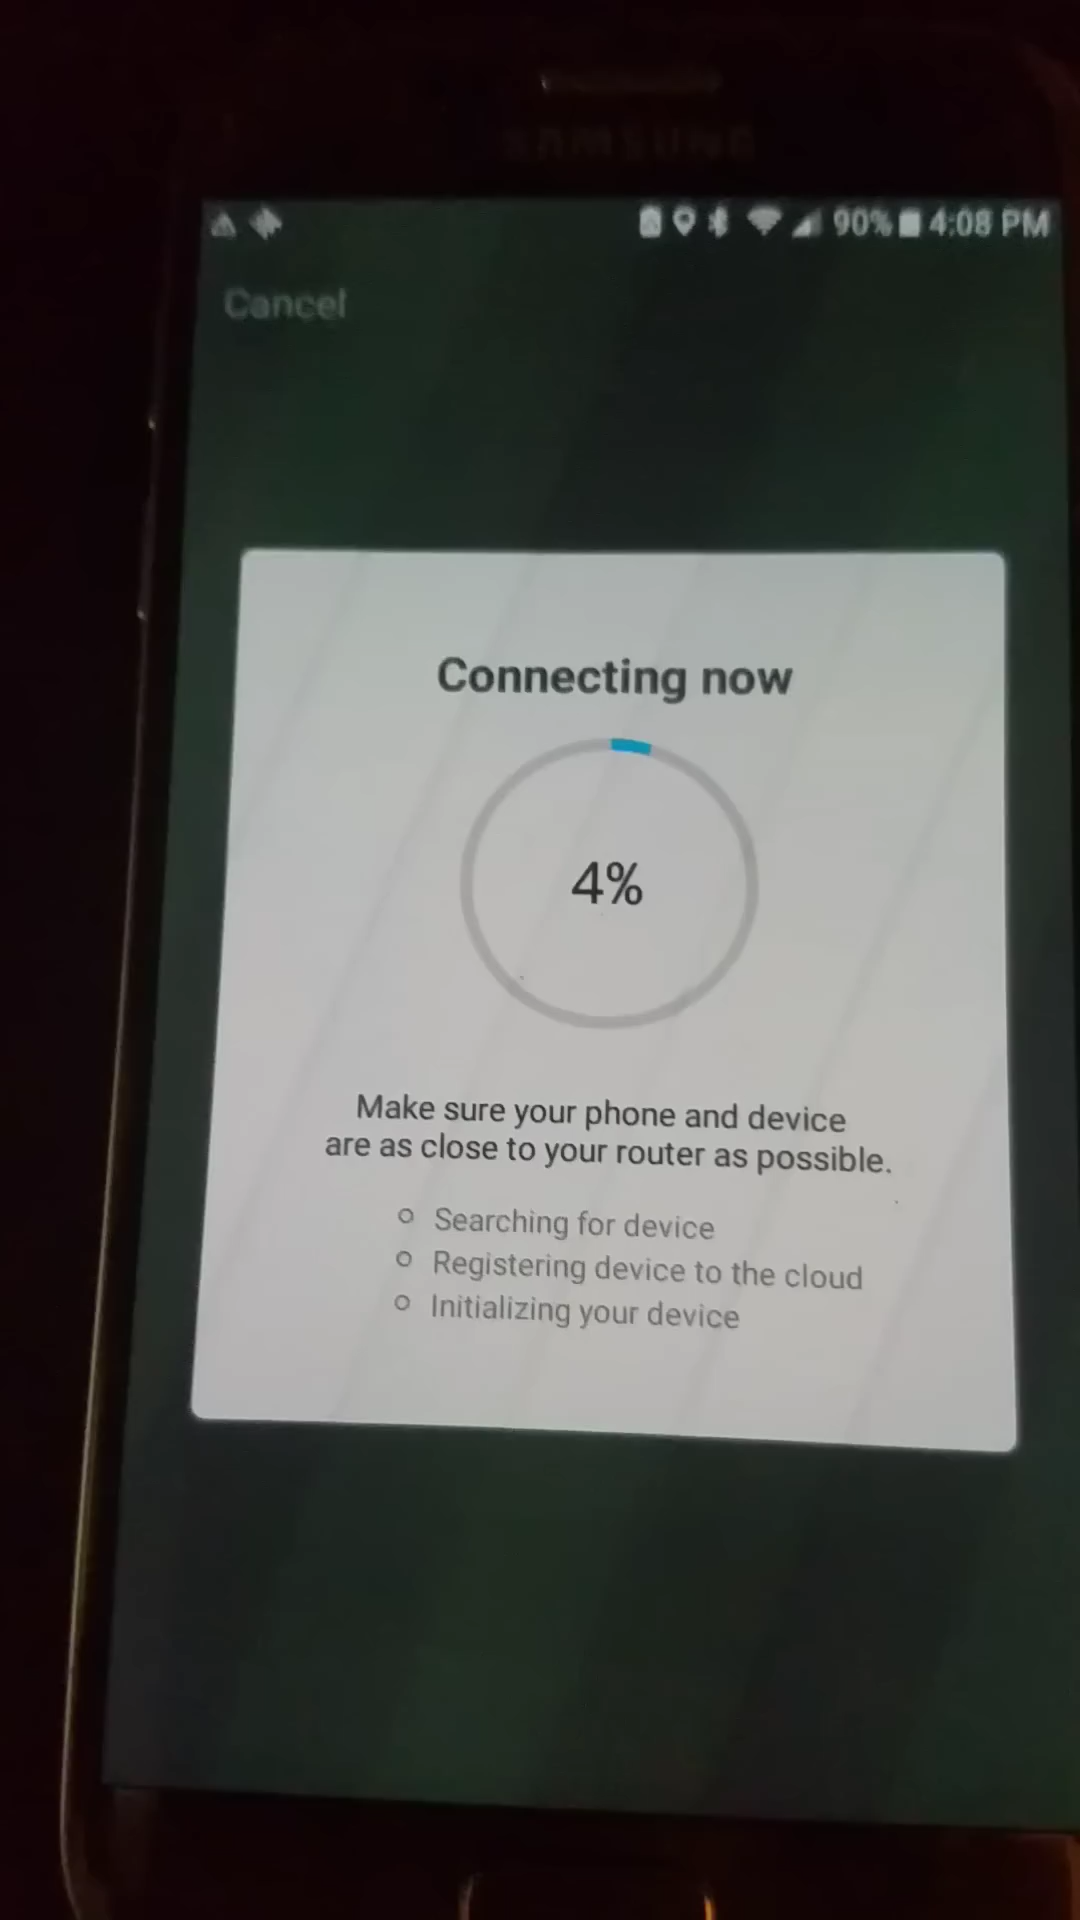 SAMSUNG
90% 4:08 PM
Cancel
Connecting now
4%
Make sure your phone and device
are as close to your router as possible.
Searching for device
Registering device to the cloud
Initializing your device